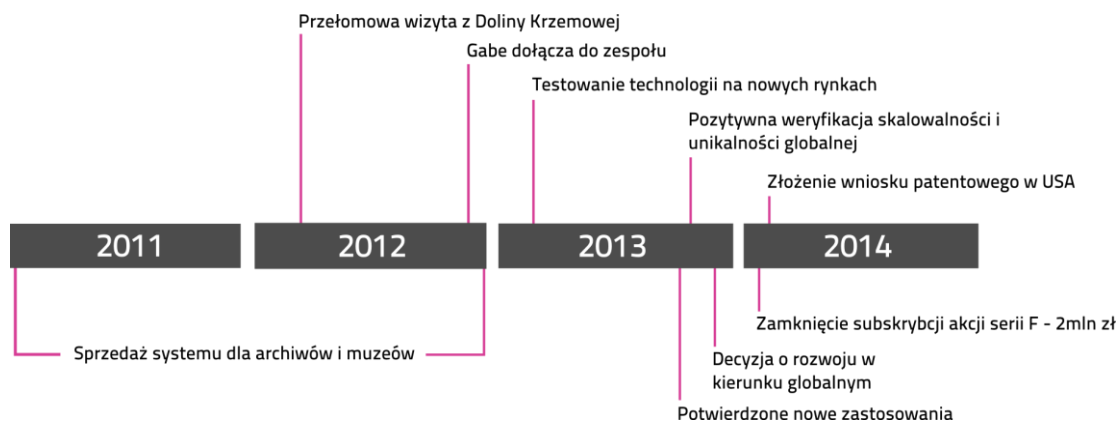 Przełomowa wizyta z Doliny Krzemowej
Gabe dołącza do zespołu
Testowanie technologii na nowych rynkach
Pozytywna weryfikacja skalowalności i
unikalności globalnej
Złożenie wniosku patentowego w USA
2011
2012
2013
2014
Zamknięcie subskrybcji akcji serii F - 2mln zł
Sprzedaż systemu dla archiwów i muzeów
Decyzja o rozwoju w
kierunku globalnym
Potwierdzone nowe zastosowania